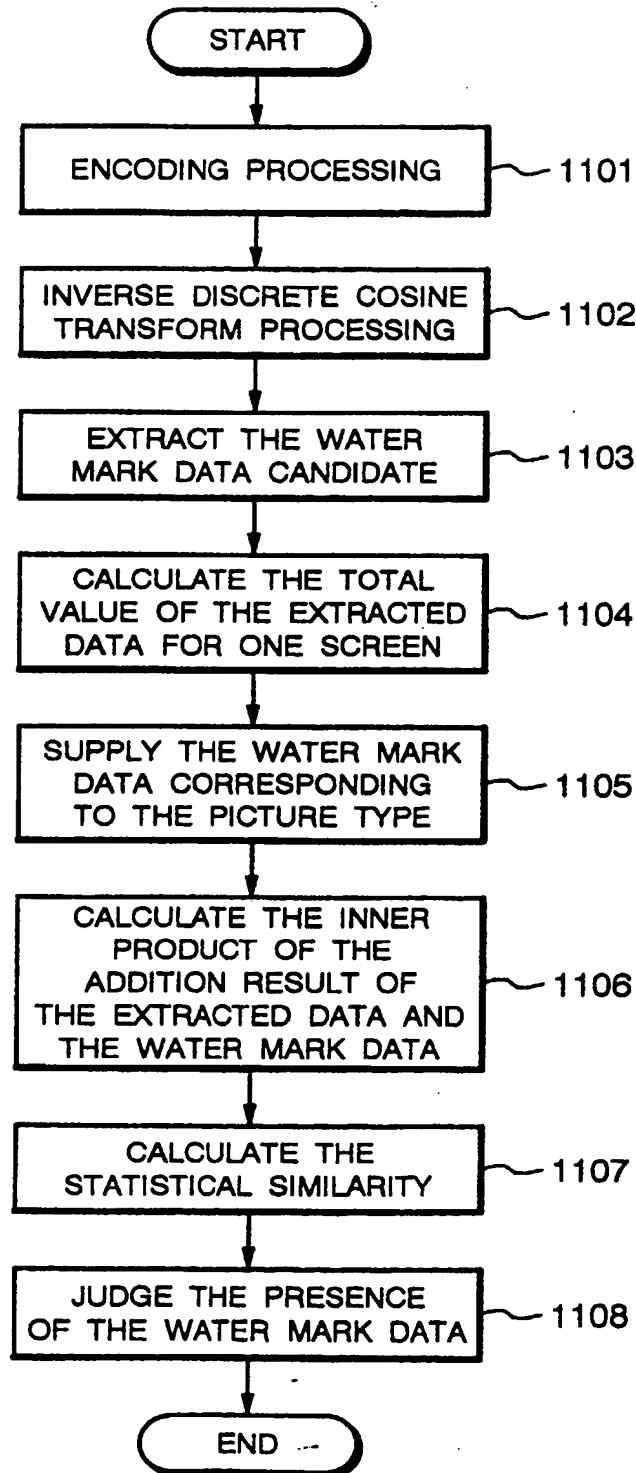 START
ENCODING PROCESSING
1101
INVERSE DISCRETE COSINE
TRANSFORM PROCESSING
1102
EXTRACT THE WATER
MARK DATA CANDIDATE
1103
CALCULATE THE TOTAL
VALUE OF THE EXTRACTED
DATA FOR ONE SCREEN
1104
SUPPLY THE WATER MARK
DATA CORRESPONDING
TO THE PICTURE TYPE
1105
CALCULATE THE INNER
PRODUCT OF THE
ADDITION RESULT OF
THE EXTRACTED DATA AND
THE WATER MARK DATA
1106
CALCULATE THE
STATISTICAL SIMILARITY
1107
JUDGE THE PRESENCE
OF THE WATER MARK DATA
1108
END